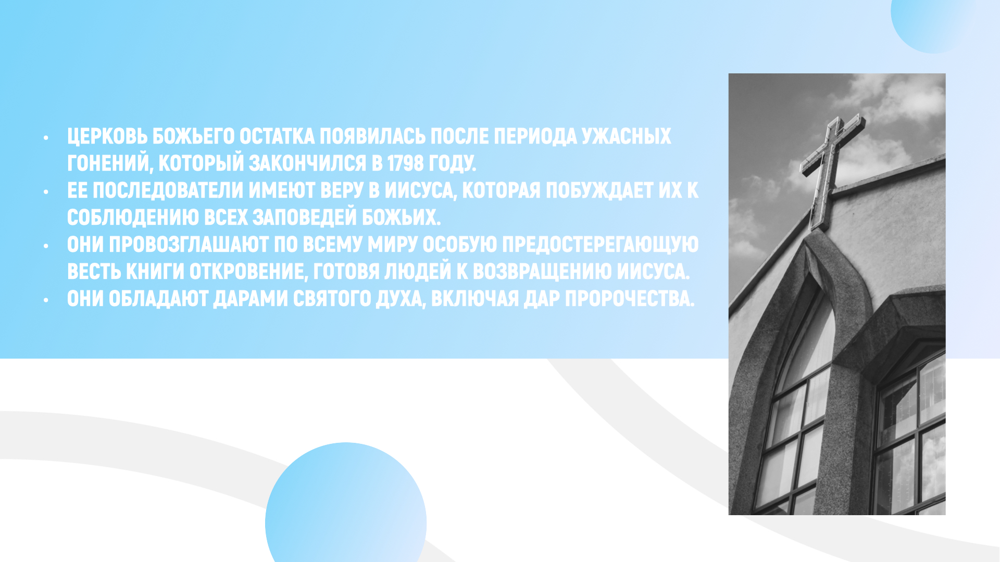 • ЦЕРКОВЬ БОЖЬЕГО ОСТАТКА ПОЯВИЛАСЬ ПОСЛЕ ПЕРИОДА УЖАСНЫХ
ГОНЕНИЙ, КОТОРЫЙ ЗАКОНЧИЛСЯ В 1798 ГОДУ.
• ЕЕ ПОСЛЕДОВАТЕЛИ ИМЕЮТ ВЕРУ В ИИСУСА, КОТОРАЯ ПОБУЖДАЕТ ИХ К
СОБЛЮДЕНИЮ ВСЕХ ЗАПОВЕДЕЙ БОЖЬИХ.
• ОНИ ПРОВОЗГЛАШАЮТ ПО ВСЕМУ МИРУ ОСОБУЮ ПРЕДОСТЕРЕГАЮЩУЮ
ВЕСТЬ КНИГИ ОТКРОВЕНИЕ, ГОТОВЯ ЛЮДЕЙ К ВОЗВРАЩЕНИЮ ИИСУСА.
• ОНИ ОБЛАДАЮТ ДАРАМИ СВЯТОГО ДУХА, ВКЛЮЧАЯ ДАР ПРОРОЧЕСТВА.